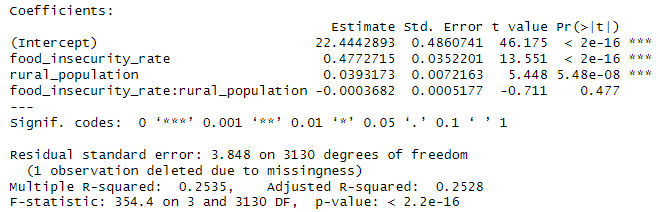 Coefficients:
Estimate Std. Error t value Pr(>|t|)
(Intercept) 22.4442893 0.4860741 46.175 < 2e-16 ***
food_insecurity_rate 0.4772715 0.0352201 13.551 < 2e-16 ***
rural_population 0.0393173 0.0072163 5.448 5.48e-08 ***
food_insecurity_rate:rural_population -0.0003682 0.0005177 -0.711 0.477
---
Signif. codes: 0 ‘***’ 0.001 ‘**’ 0.01 ‘*’ 0.05 ‘.’ 0.1 ‘ ’ 1
Residual standard error: 3.848 on 3130 degrees of freedom
(1 observation deleted due to missingness)
Multiple R-squared: 0.2535, Adjusted R-squared: 0.2528
F-statistic: 354.4 on 3 and 3130 DF, p-value: < 2.2e-16